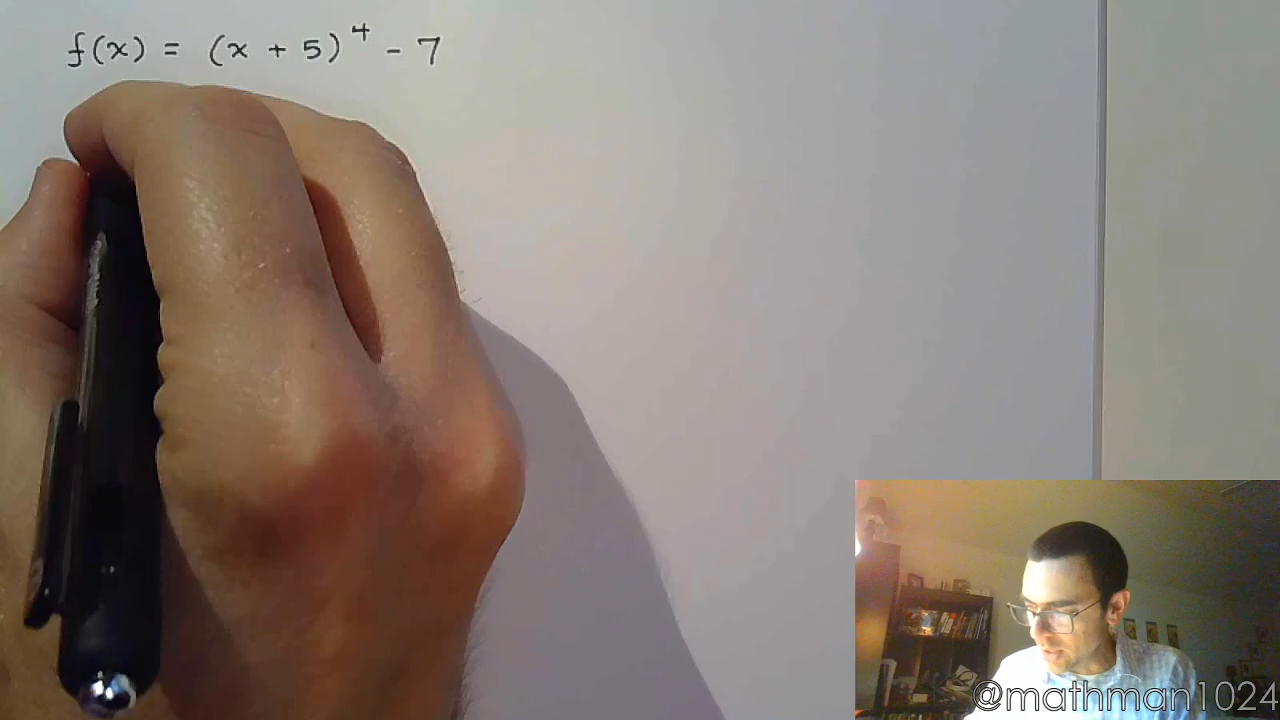 f(x) = (x + 5)⁴ - 7
@mathman1024